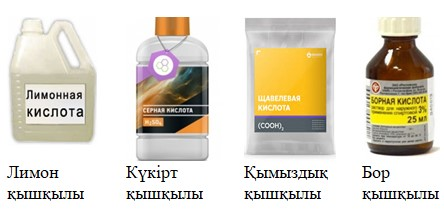 Лимонная
кислота
СЕРНАЯ КИСЛОТА
H₂SO₄
ЩАВЕЛЕВАЯ
КИСЛОТА
(COOH)₂
БОРНАЯ КИСЛОТА
3%
25 МЛ
Лимон
қышқылы
Күкірт
қышқылы
Қымыздық
қышқылы
Бор
қышқылы